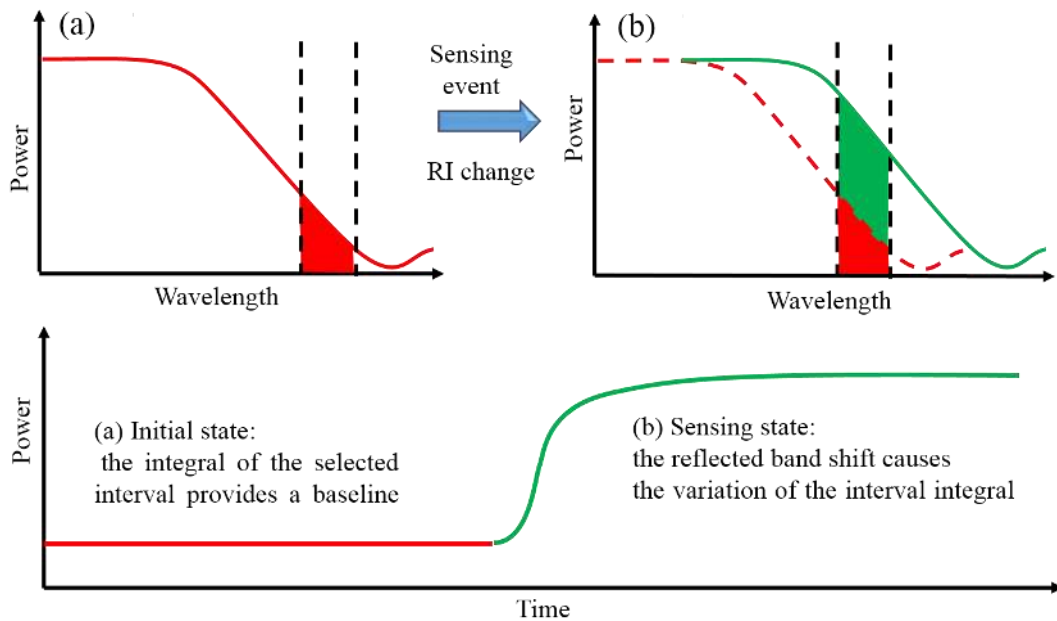 (a)
Power
Wavelength
Sensing
event
RI change
(b)
Power
Wavelength
Power
(a) Initial state:
the integral of the selected
interval provides a baseline
(b) Sensing state:
the reflected band shift causes
the variation of the interval integral
Time